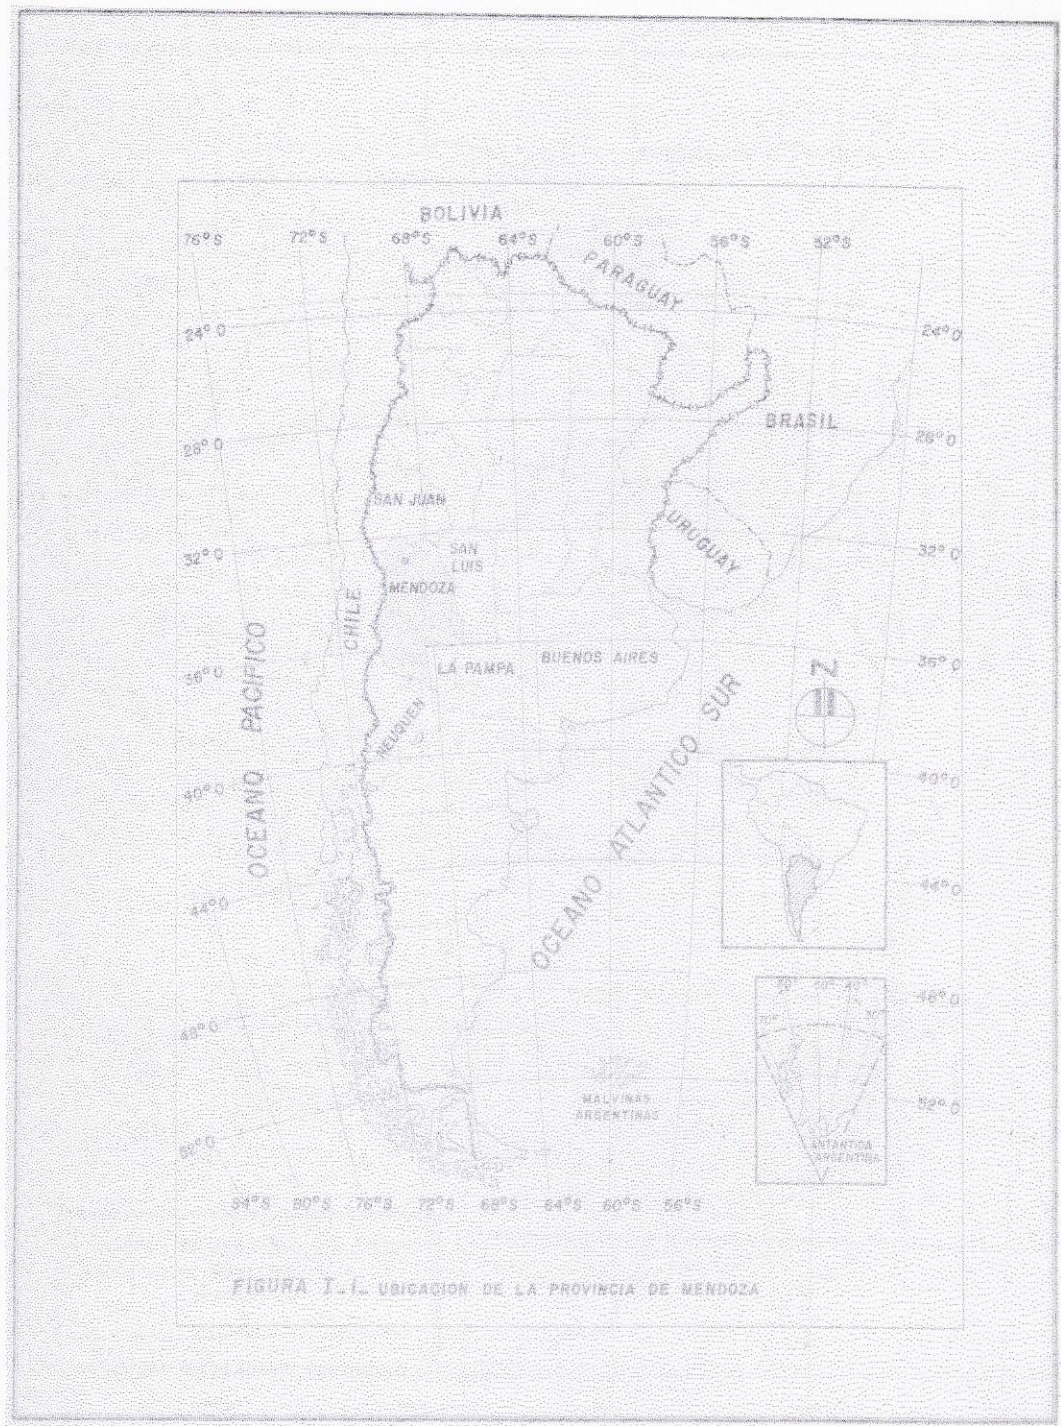 BOLIVIA
76°S 72°S 68°S 64°S 60°S 56°S 52°S
PARAGUAY
24°O 24°O
BRASIL
28°O 28°O
SAN JUAN
URUGUAY
32°O 32°O
SAN
LUIS
MENDOZA
CHILE
OCEANO PACIFICO
36°O 36°O
LA PAMPA
BUENOS AIRES
NEUQUEN
N
OCEANO ATLANTICO SUR
40°O 40°O
44°O 44°O
48°O 48°O
MALVINAS
ARGENTINAS
52°O 52°O
ANTARTIDA
ARGENTINA
84°S 80°S 76°S 72°S 68°S 64°S 60°S 56°S
FIGURA I-1- UBICACION DE LA PROVINCIA DE MENDOZA